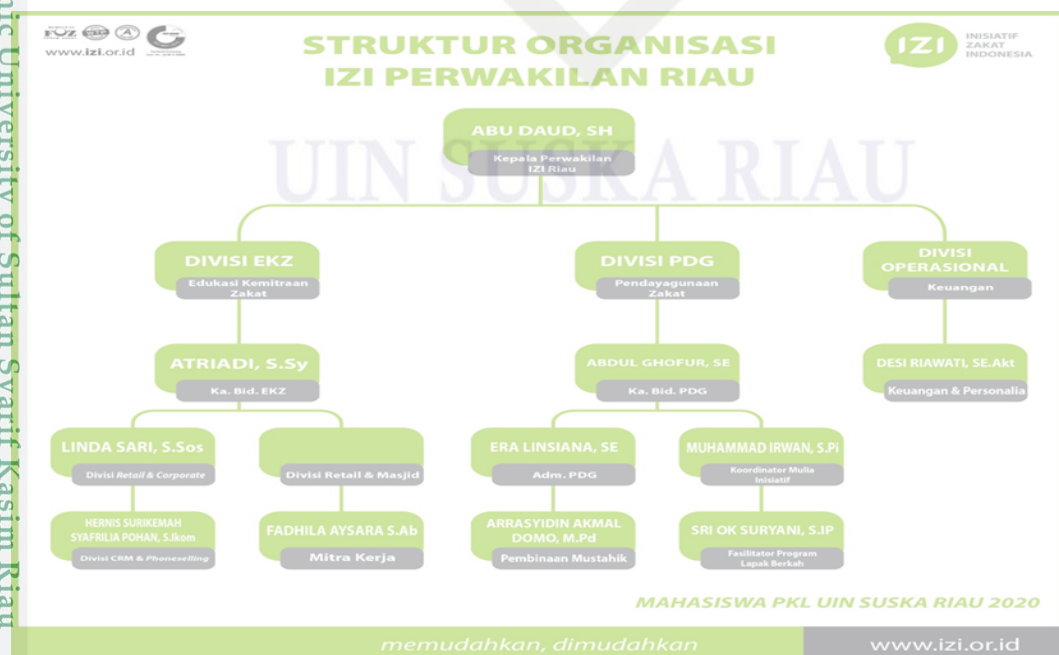 www.izi.or.id
STRUKTUR ORGANISASI
IZI PERWAKILAN RIAU
IZI
INISIATIF
ZAKAT
INDONESIA
ABU DAUD, SH
Kepala Perwakilan
IZI Riau
UIN SUSKA RIAU
DIVISI EKZ
Edukasi Kemitraan
Zakat
DIVISI PDG
Pendayagunaan
Zakat
DIVISI
OPERASIONAL
Keuangan
ATRIADI, S.Sy
Ka. Bid. EKZ
ABDUL GHOFUR, SE
Ka. Bid. PDG
DESI RIAWATI, SE.Akt
Keuangan & Personalia
LINDA SARI, S.Sos
Divisi Retail & Corporate
Divisi Retail & Masjid
ERA LINSIANA, SE
Adm. PDG
MUHAMMAD IRWAN, S.Pi
Koordinator Mulia
Inisiatif
HERNIS SURIKEMAH
SYAFRILIA POHAN, S.Ikom
Divisi CRM & Phoneselling
FADHILA AYSARA S.Ab
Mitra Kerja
ARRASYIDIN AKMAL
DOMO, M.Pd
Pembinaan Mustahik
SRI OK SURYANI, S.IP
Fasilitator Program
Lapak Berkah
MAHASISWA PKL UIN SUSKA RIAU 2020
memudahkan, dimudahkan
www.izi.or.id
University of Sultan Syarif Kasim Riau